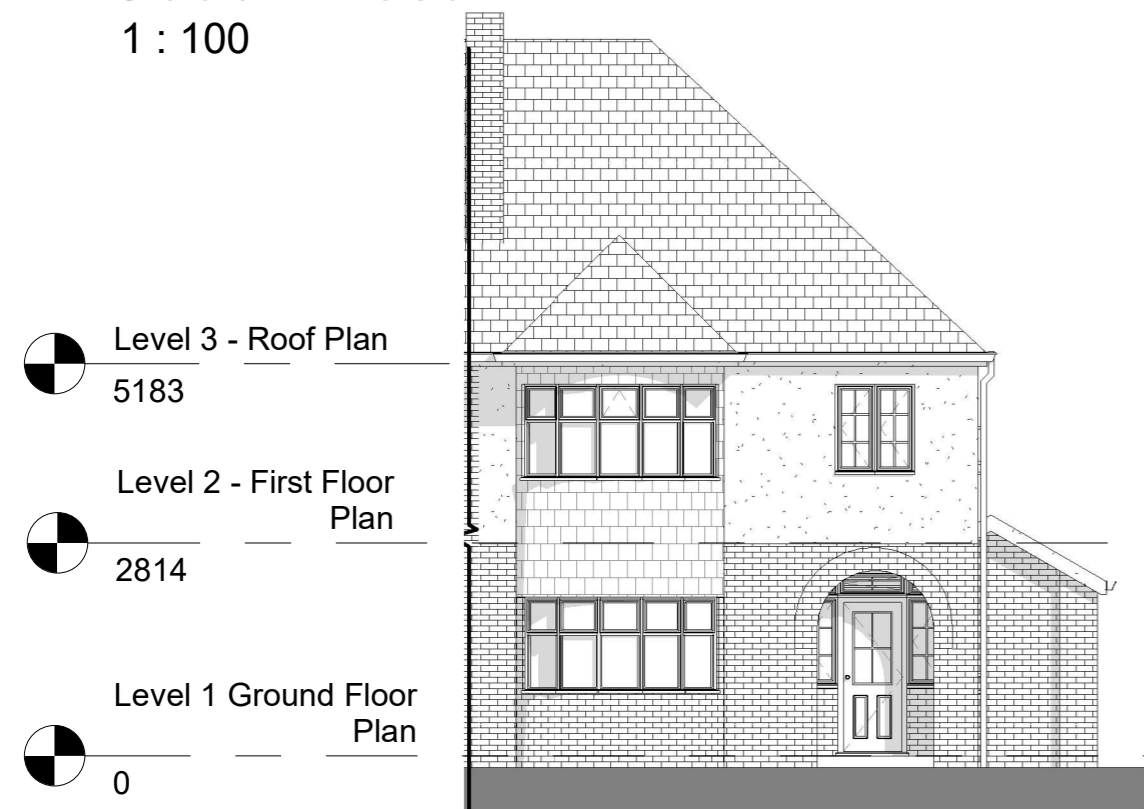 1 : 100
Level 3 - Roof Plan
5183
Level 2 - First Floor
Plan
2814
Level 1 Ground Floor
Plan
0